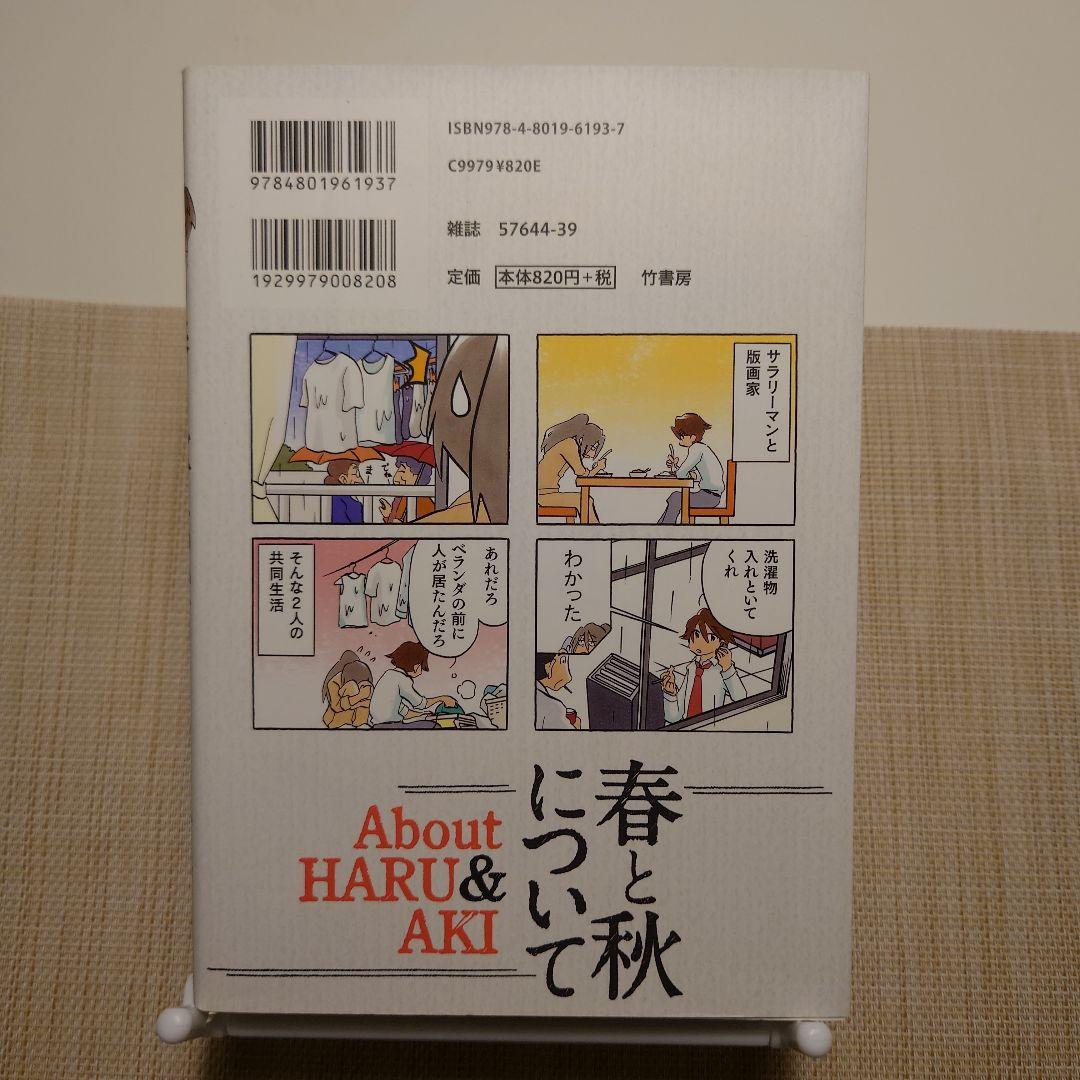 ISBN978-4-8019-6193-7
C9979 ¥820E
9784801961937
雑誌 57644-39
1929979008208
定価 本体820円+税 竹書房
サラリーマンと
版画家
洗濯物
入れといて
くれ
わかった
でね
ま
あれだろ
ベランダの前に
人が居たんだろ
そんな2人の
共同生活
春と秋
について
About
HARU&
AKI